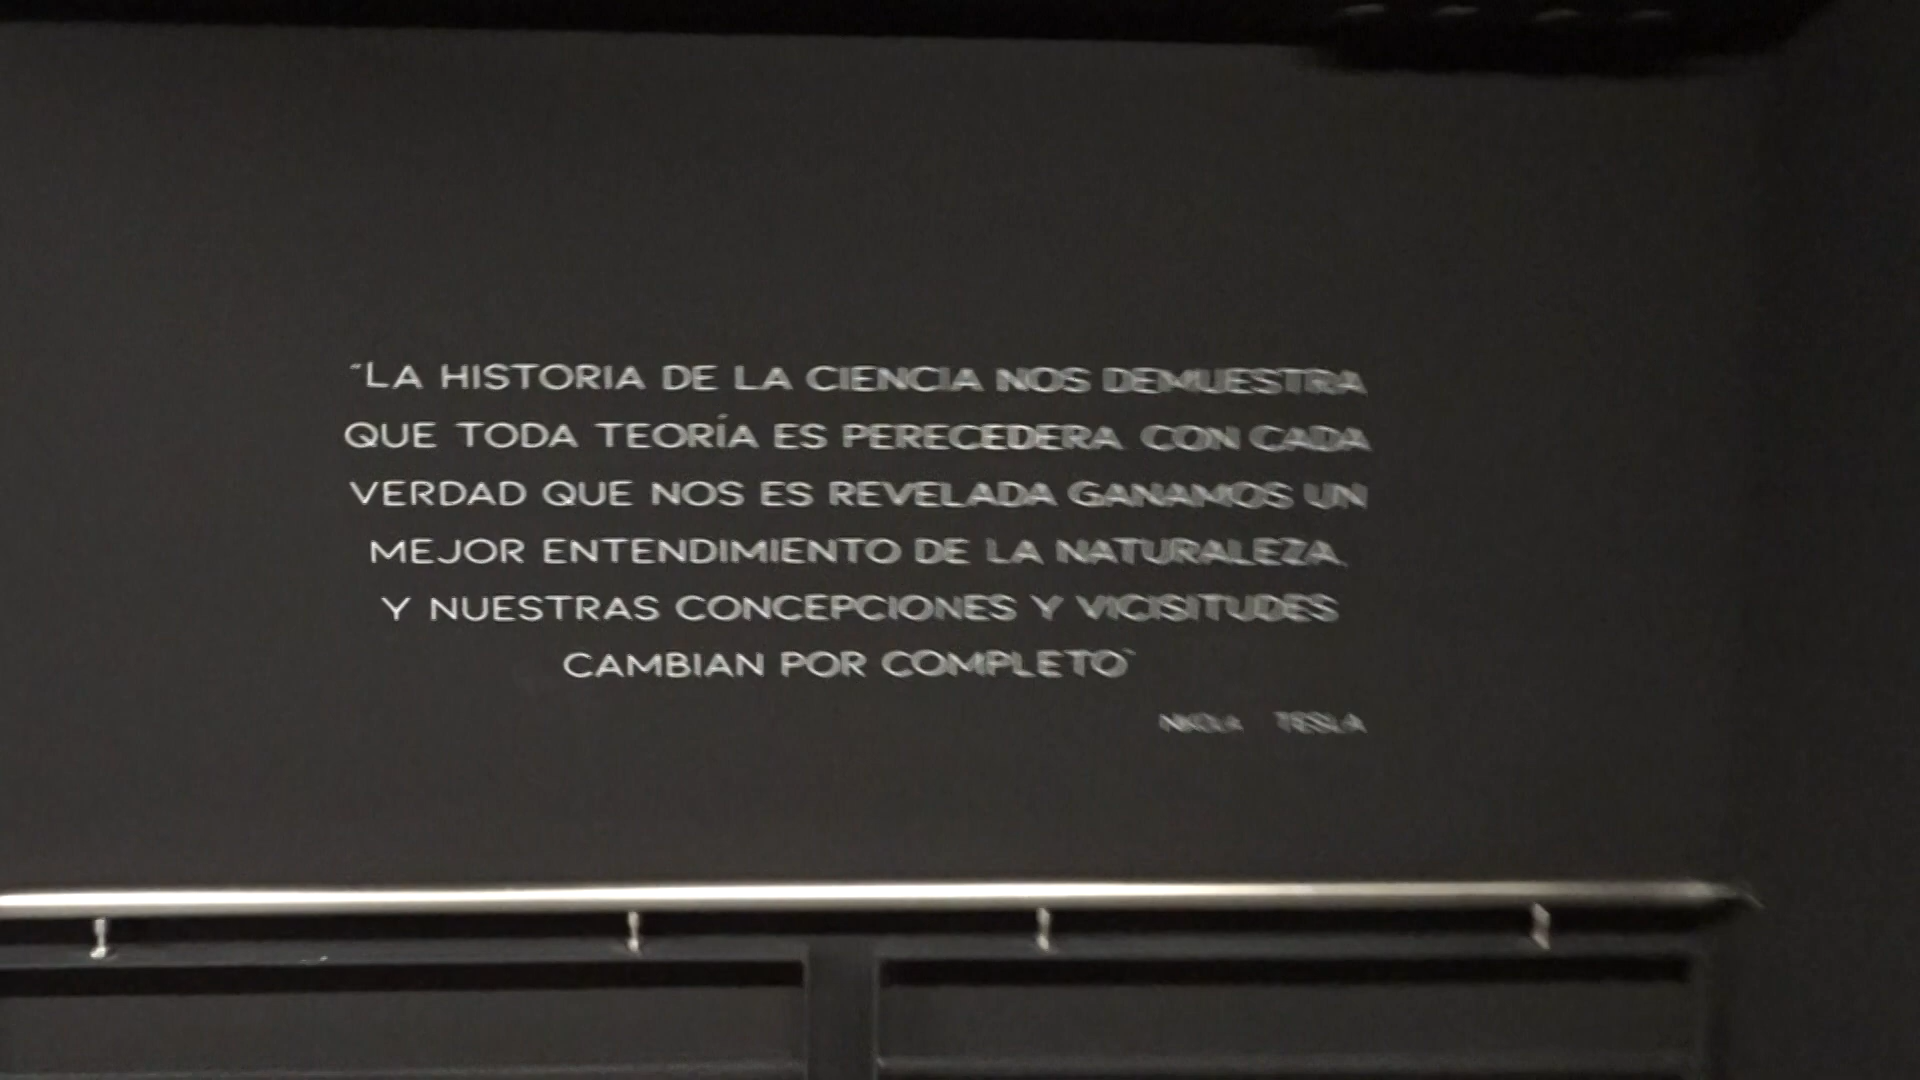 "LA HISTORIA DE LA CIENCIA NOS DEMUESTRA
QUE TODA TEORÍA ES PERECEDERA. CON CADA
VERDAD QUE NOS ES REVELADA GANAMOS UN
MEJOR ENTENDIMIENTO DE LA NATURALEZA.
Y NUESTRAS CONCEPCIONES Y VICISITUDES
CAMBIAN POR COMPLETO"
NIKOLA TESLA